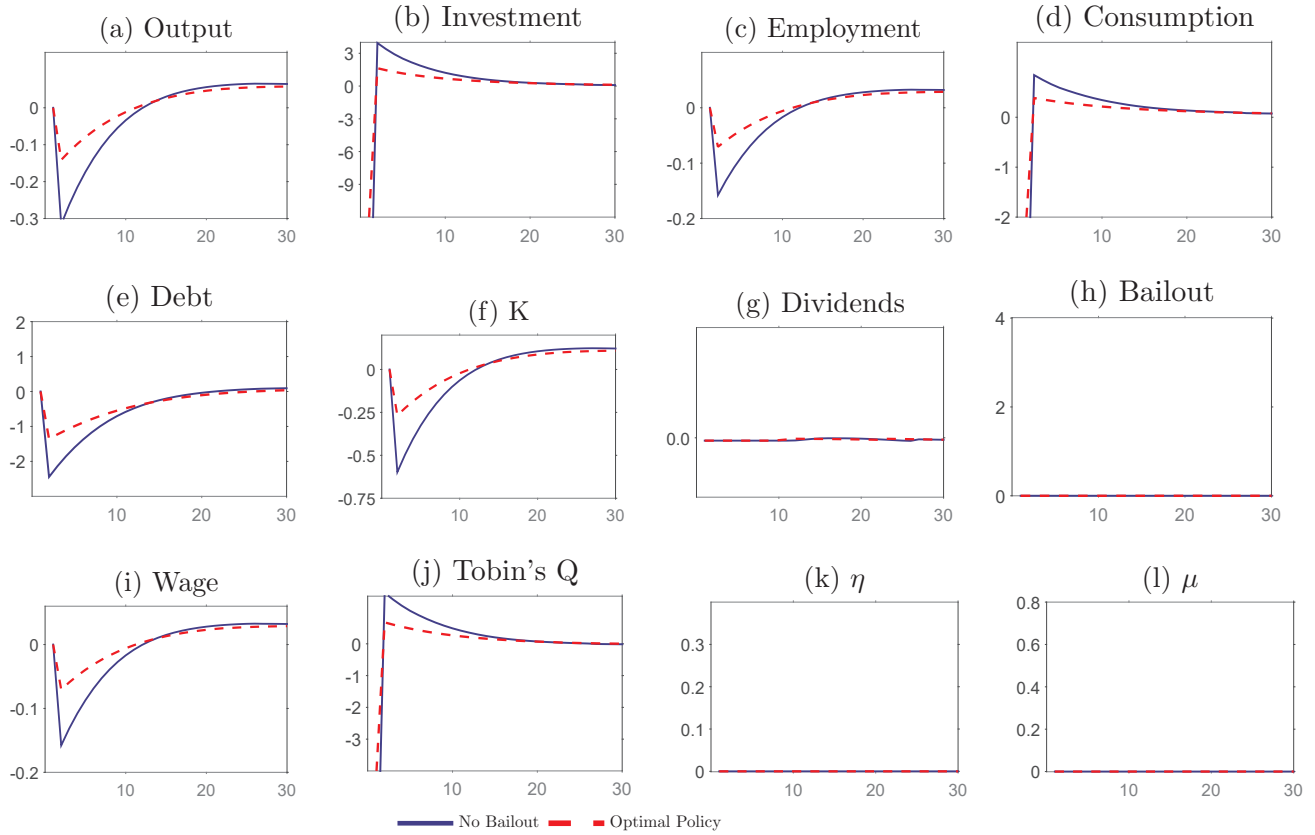 (a) Output
0
-0.1
-0.2
-0.3
10 20 30
(b) Investment
3
0
-3
-6
-9
10 20 30
(c) Employment
0
-0.1
-0.2
10 20 30
(d) Consumption
0
-1
-2
10 20 30
(e) Debt
2
1
0
-1
-2
10 20 30
(f) K
0
-0.25
-0.5
-0.75
10 20 30
(g) Dividends
0.0
10 20 30
(h) Bailout
4
2
0
10 20 30
(i) Wage
0
-0.1
-0.2
10 20 30
(j) Tobin's Q
0
-1
-2
-3
10 20 30
(k) η
0.3
0.2
0.1
0
10 20 30
(l) μ
0.8
0.6
0.4
0.2
0
10 20 30
No Bailout Optimal Policy